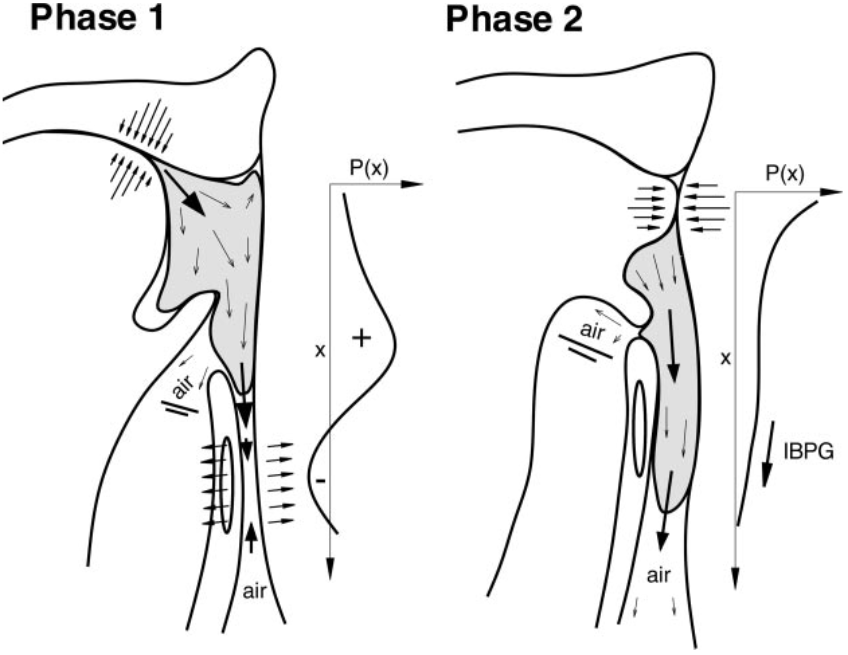 Phase 1
Phase 2
P(x)
+
x
-
air
air
P(x)
air
x
IBPG
air